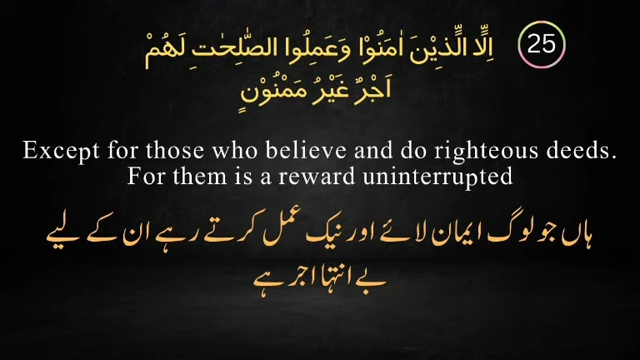 اِلَّا الَّذِيْنَ اٰمَنُوْا وَعَمِلُوا الصّٰلِحٰتِ لَهُمْ 25
اَجْرٌ غَيْرُ مَمْنُوْنٍ
Except for those who believe and do righteous deeds.
For them is a reward uninterrupted
ہاں جو لوگ ایمان لائے اور نیک عمل کرتے رہے ان کے لیے
بے انتہا اجر ہے